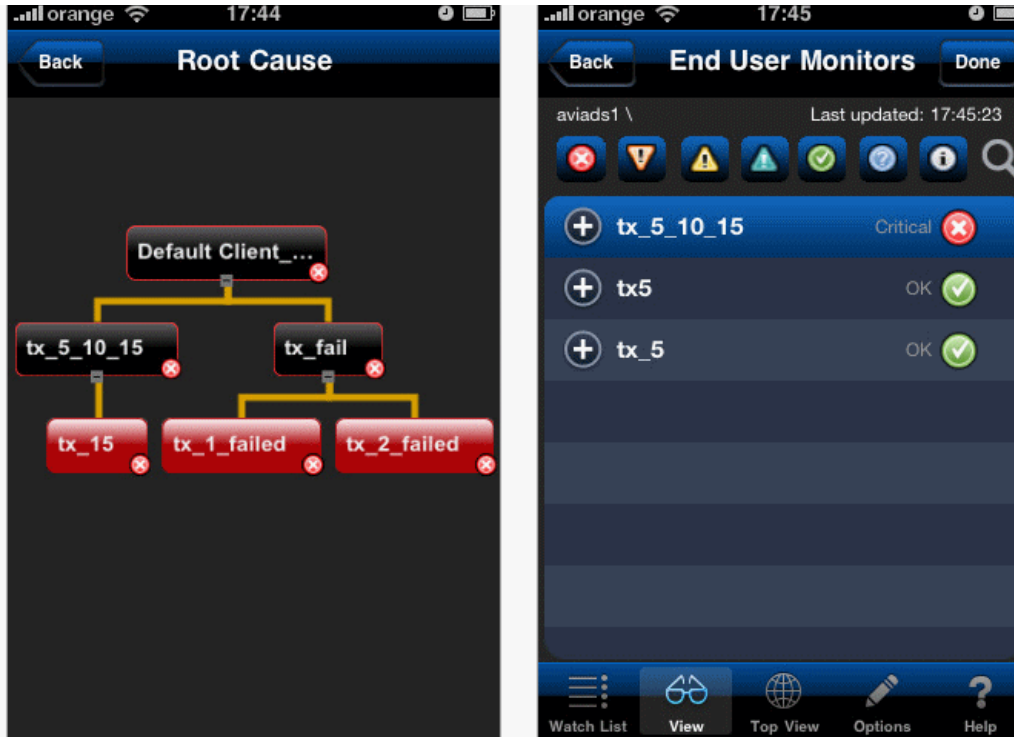 orange 17:44
Back Root Cause
Default Client_...
tx_5_10_15 tx_fail
tx_15 tx_1_failed tx_2_failed
orange 17:45
Back End User Monitors Done
aviads1 \ Last updated: 17:45:23
tx_5_10_15 Critical
tx5 OK
tx_5 OK
Watch List View Top View Options Help